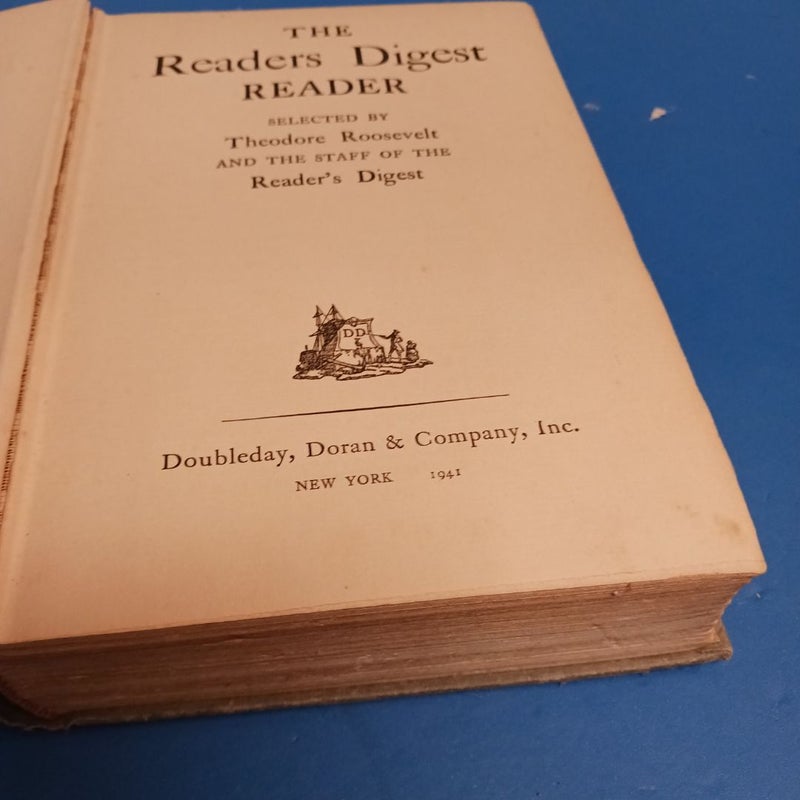 THE
Readers Digest
READER
SELECTED BY
Theodore Roosevelt
AND THE STAFF OF THE
Reader's Digest
DD
Doubleday, Doran & Company, Inc.
NEW YORK 1941